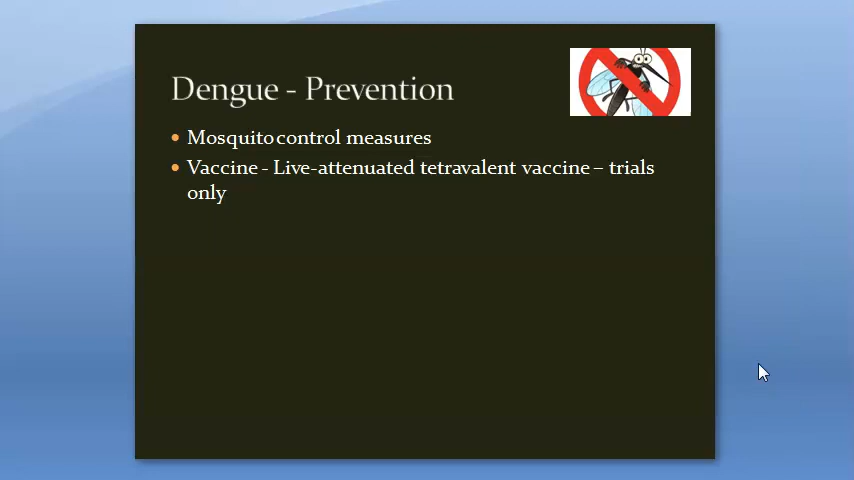 Dengue - Prevention
Mosquito control measures
Vaccine - Live-attenuated tetravalent vaccine – trials
only